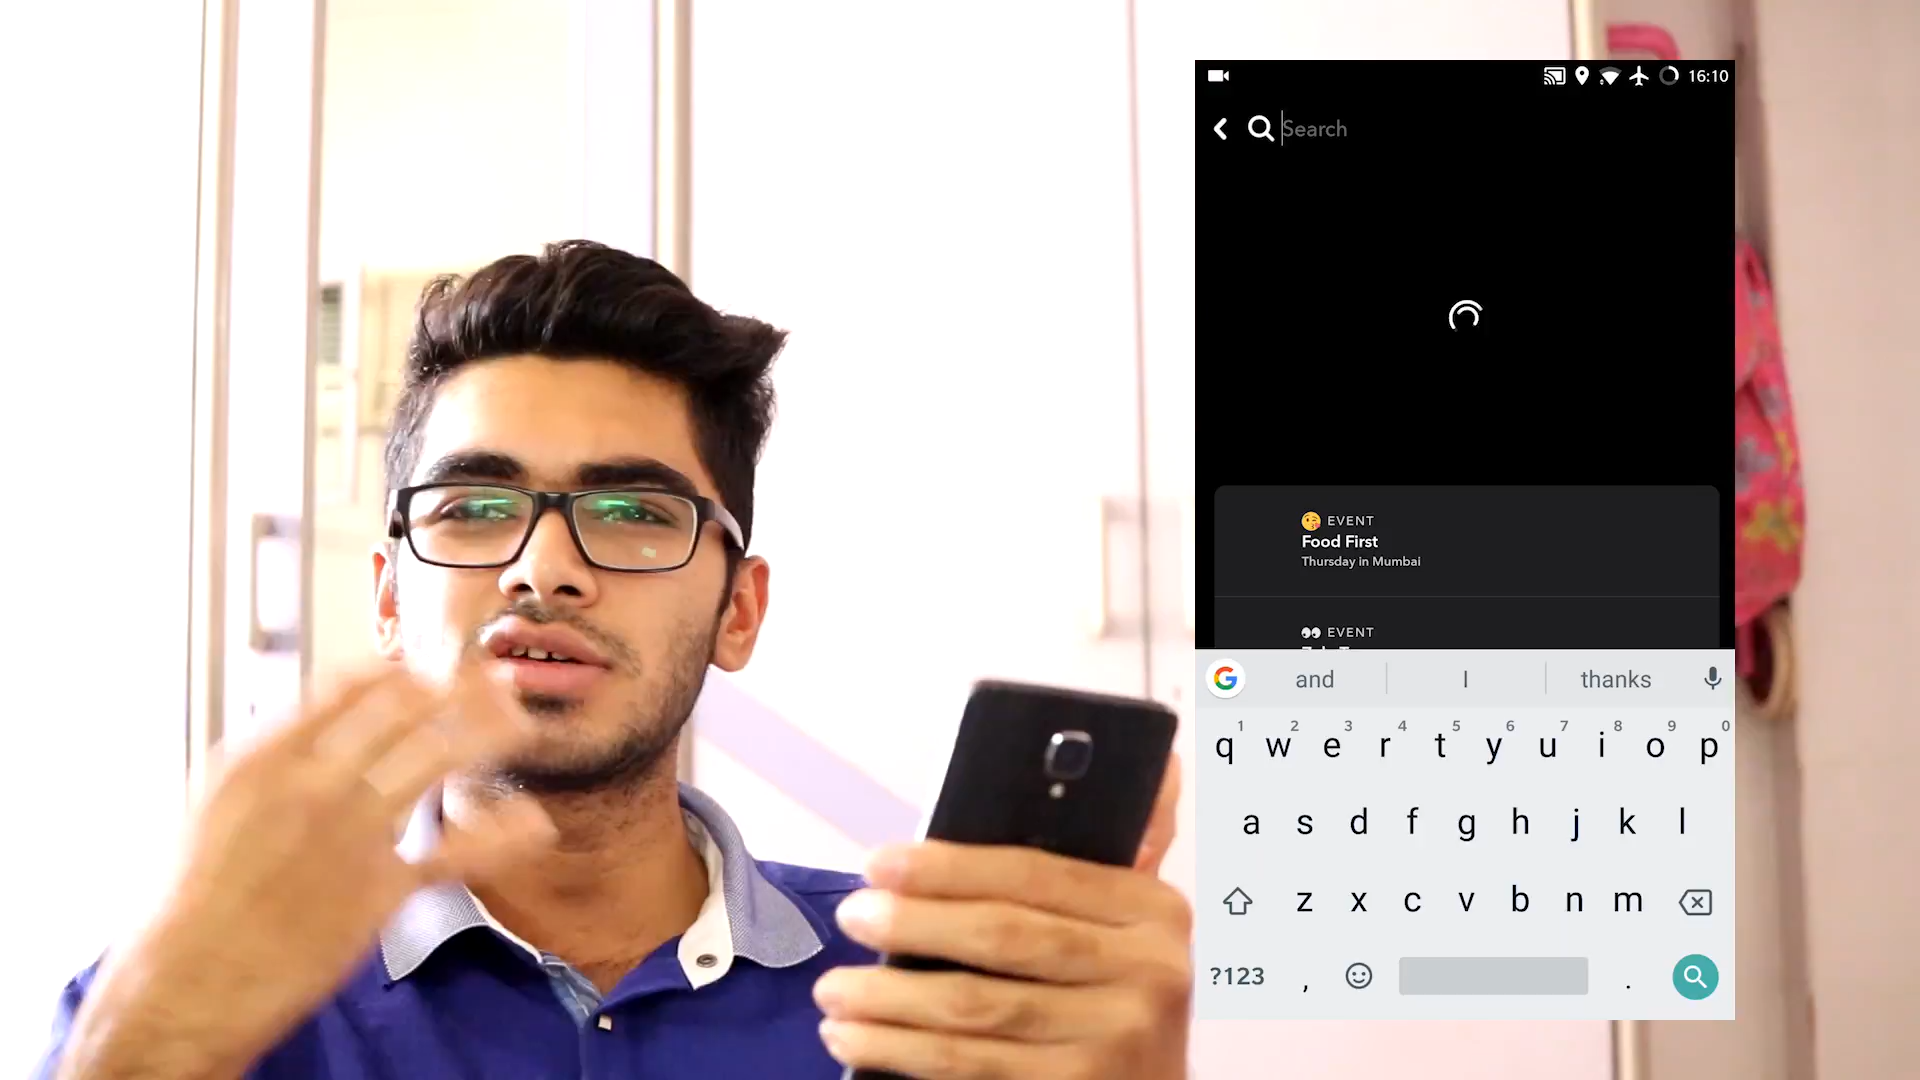 16:10
Search
EVENT
Food First
Thursday in Mumbai
EVENT
and I thanks
1 2 3 4 5 6 7 8 9 0
q w e r t y u i o p
a s d f g h j k l
z x c v b n m
?123 , .